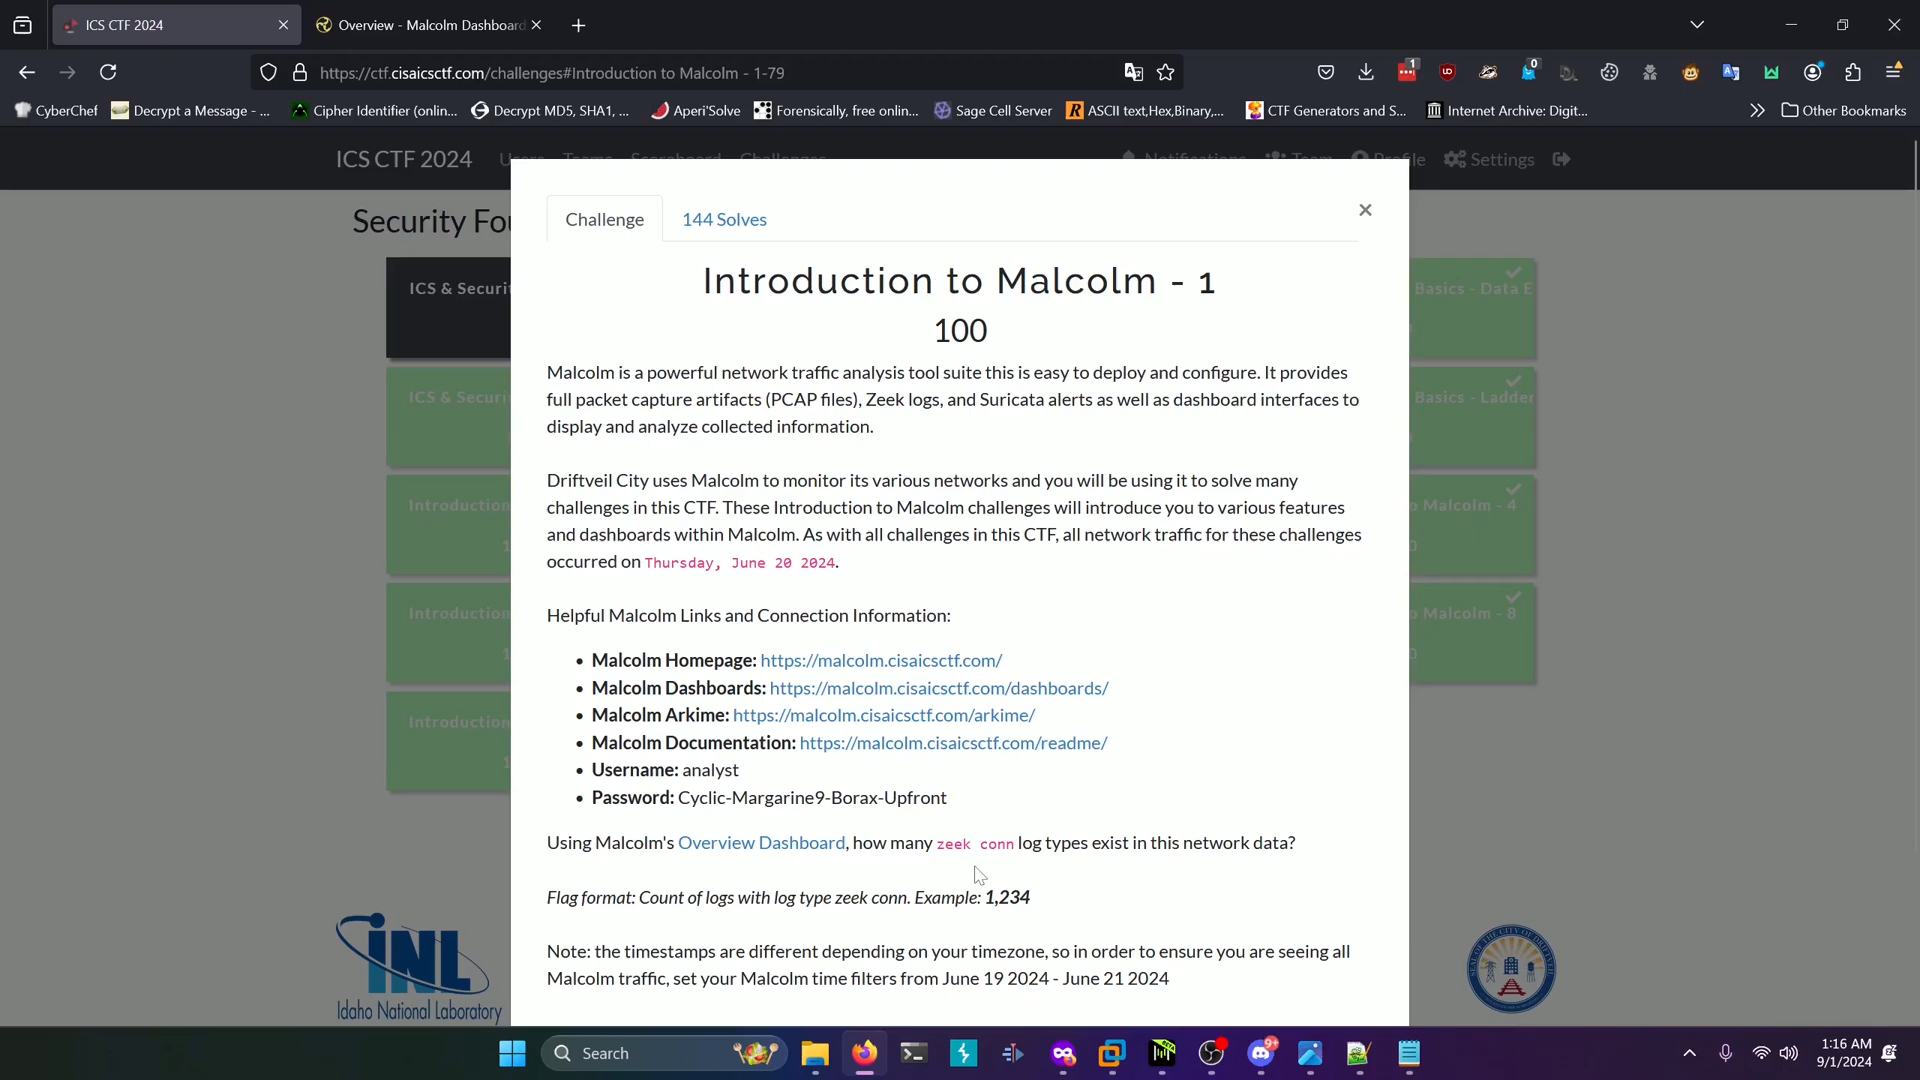 ICS CTF 2024
Overview - Malcolm Dashboard
https://ctf.cisaicsctf.com/challenges#Introduction to Malcolm - 1-79
1
0
CyberChef
Decrypt a Message - ...
Cipher Identifier (onlin...
Decrypt MD5, SHA1, ...
Aperi'Solve
Forensically, free onlin...
Sage Cell Server
ASCII text,Hex,Binary,...
CTF Generators and S...
Internet Archive: Digit...
Other Bookmarks
ICS CTF 2024 Users Teams Scoreboard Challenges Notifications Team Profile Settings
Security Fou
Challenge
144 Solves
×
Introduction to Malcolm - 1
100
Malcolm is a powerful network traffic analysis tool suite this is easy to deploy and configure. It provides
full packet capture artifacts (PCAP files), Zeek logs, and Suricata alerts as well as dashboard interfaces to
display and analyze collected information.
Driftveil City uses Malcolm to monitor its various networks and you will be using it to solve many
challenges in this CTF. These Introduction to Malcolm challenges will introduce you to various features
and dashboards within Malcolm. As with all challenges in this CTF, all network traffic for these challenges
occurred on Thursday, June 20 2024.
Helpful Malcolm Links and Connection Information:
• Malcolm Homepage: https://malcolm.cisaicsctf.com/
• Malcolm Dashboards: https://malcolm.cisaicsctf.com/dashboards/
• Malcolm Arkime: https://malcolm.cisaicsctf.com/arkime/
• Malcolm Documentation: https://malcolm.cisaicsctf.com/readme/
• Username: analyst
• Password: Cyclic-Margarine9-Borax-Upfront
Using Malcolm's Overview Dashboard, how many zeek conn log types exist in this network data?
Flag format: Count of logs with log type zeek conn. Example: 1,234
Note: the timestamps are different depending on your timezone, so in order to ensure you are seeing all
Malcolm traffic, set your Malcolm time filters from June 19 2024 - June 21 2024
ICS & Securit
ICS & Securi
Introduction
Introduction
Introduction
Basics - Data E
Basics - Ladder
o Malcolm - 4
o Malcolm - 8
INL
Idaho National Laboratory
Search
9+
1:16 AM
9/1/2024